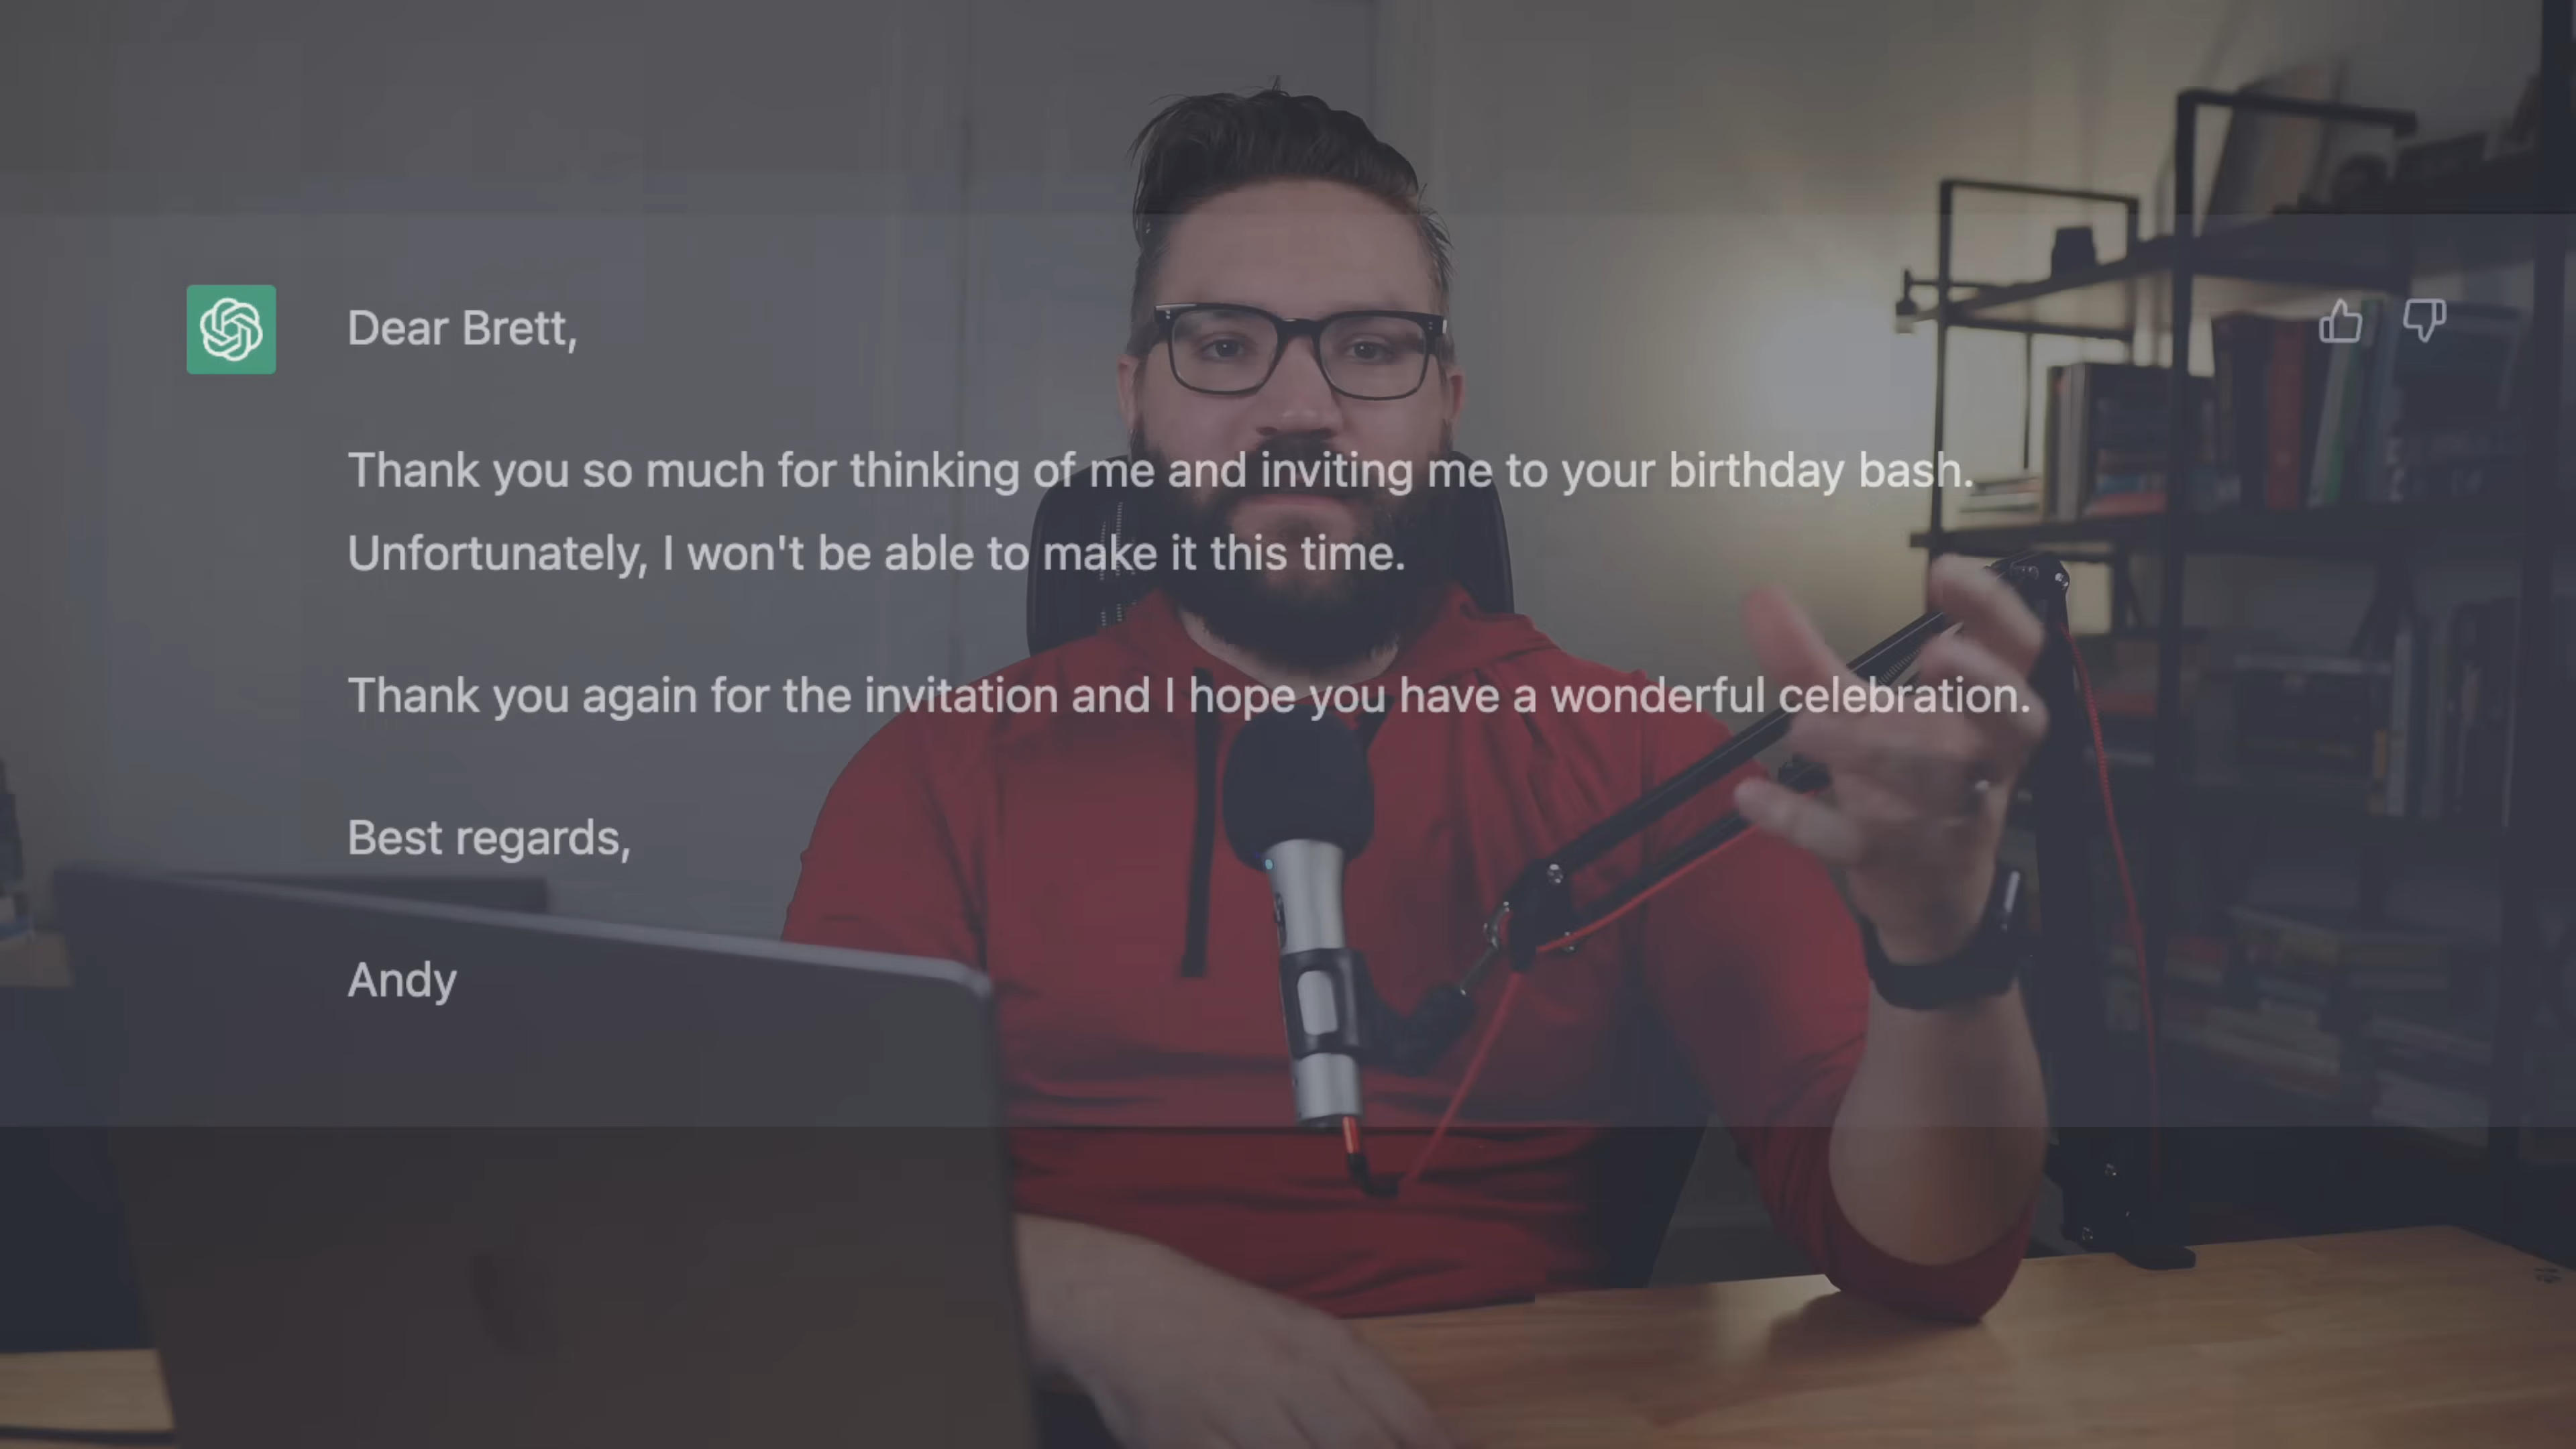 Dear Brett,
Thank you so much for thinking of me and inviting me to your birthday bash.
Unfortunately, I won't be able to make it this time.
Thank you again for the invitation and I hope you have a wonderful celebration.
Best regards,
Andy